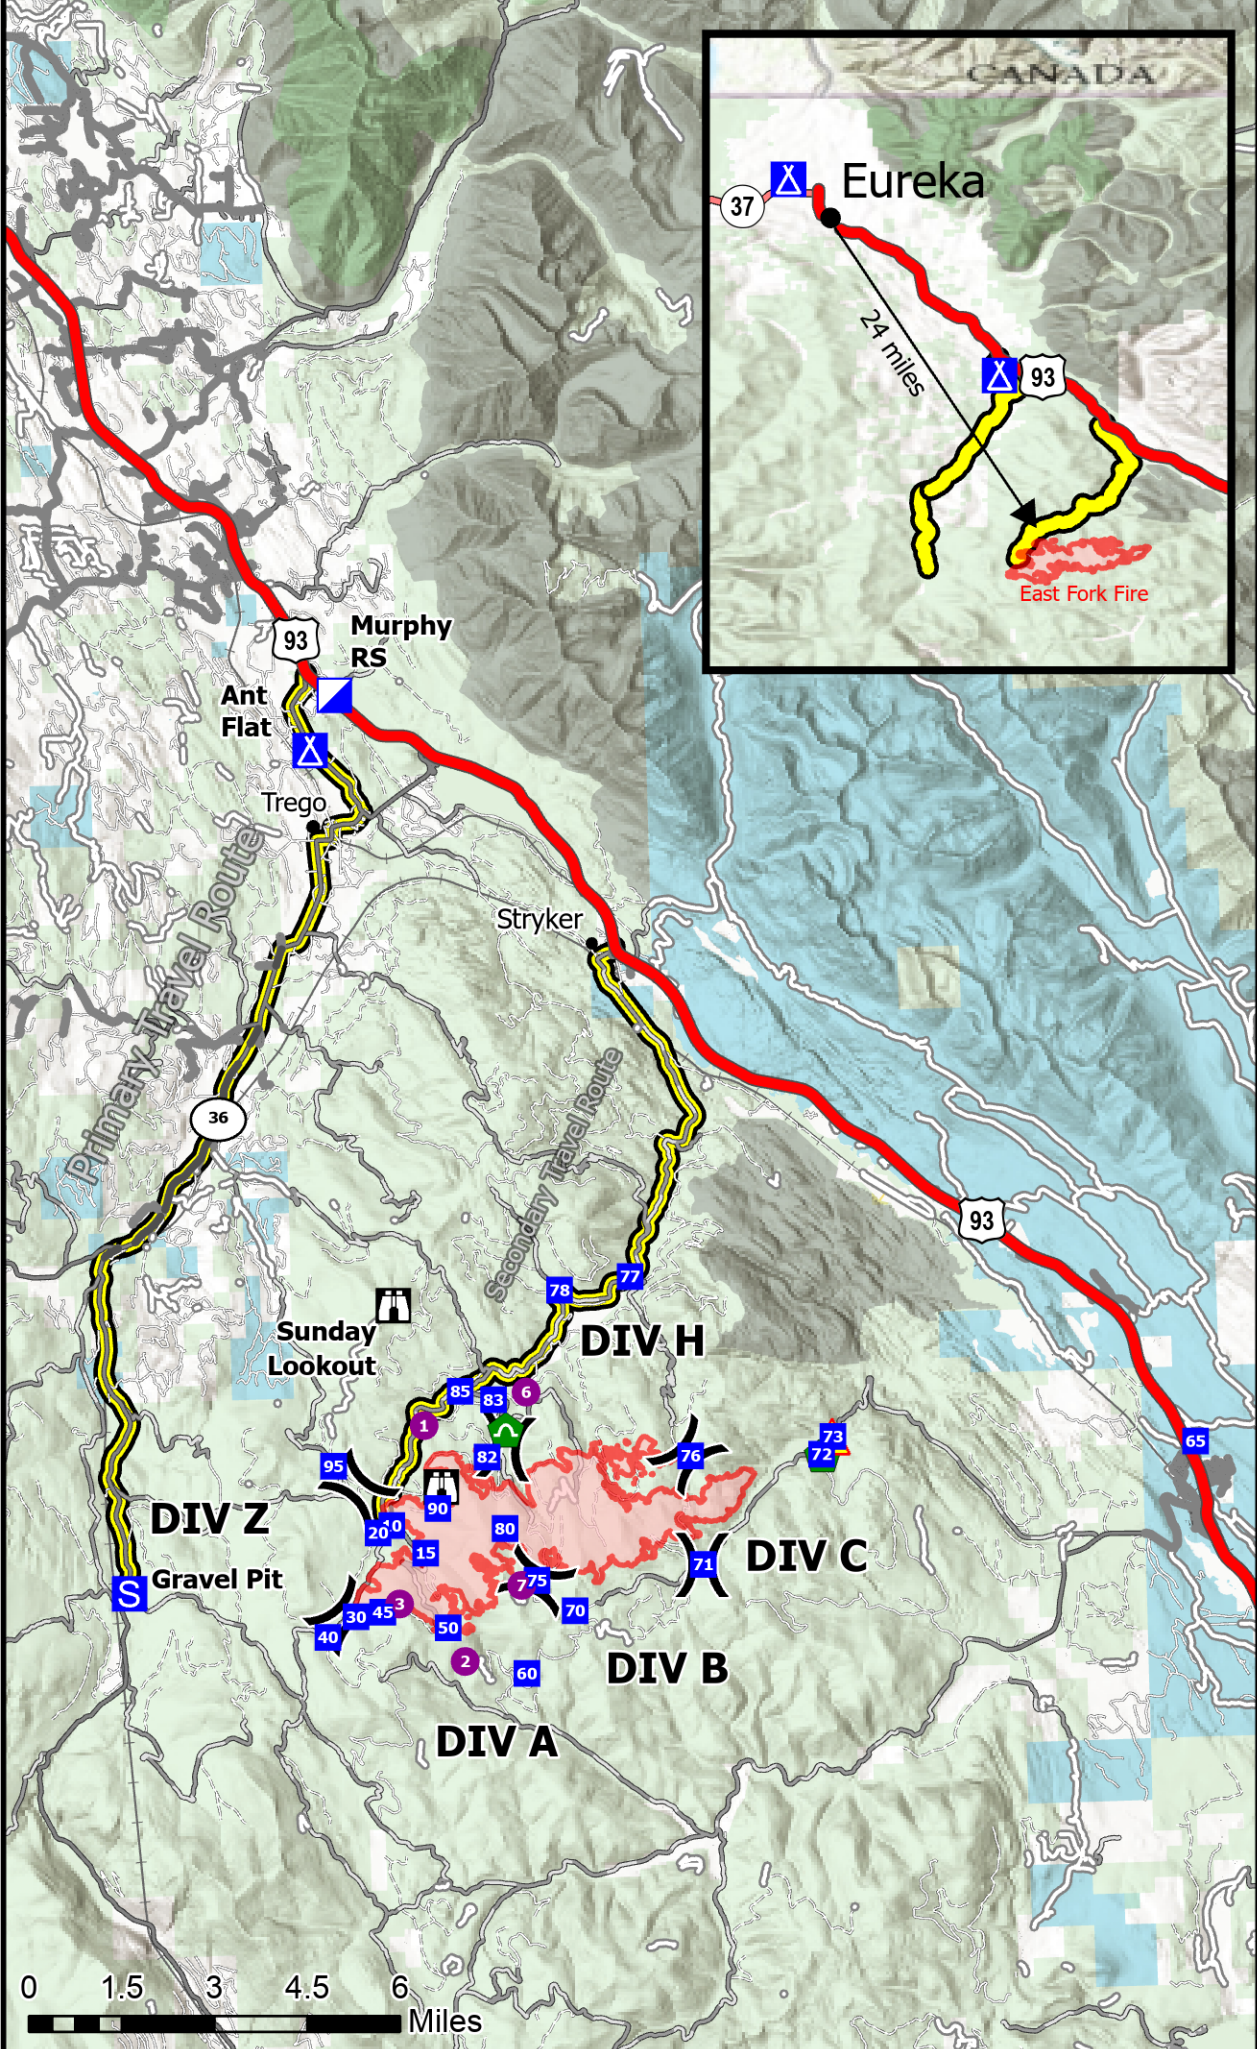 CANADA
Eureka
37
24 miles
93
East Fork Fire
93
Murphy
RS
Ant
Flat
Trego
Primary Travel Route
Stryker
36
Secondary Travel Route
93
77
78
Sunday
Lookout
DIV H
85
83
6
1
73
72
65
82
76
95
90
DIV Z
10
20
80
15
DIV C
71
S
Gravel Pit
7
75
3
30
45
70
40
50
2
60
DIV B
DIV A
0 1.5 3 4.5 6
Miles